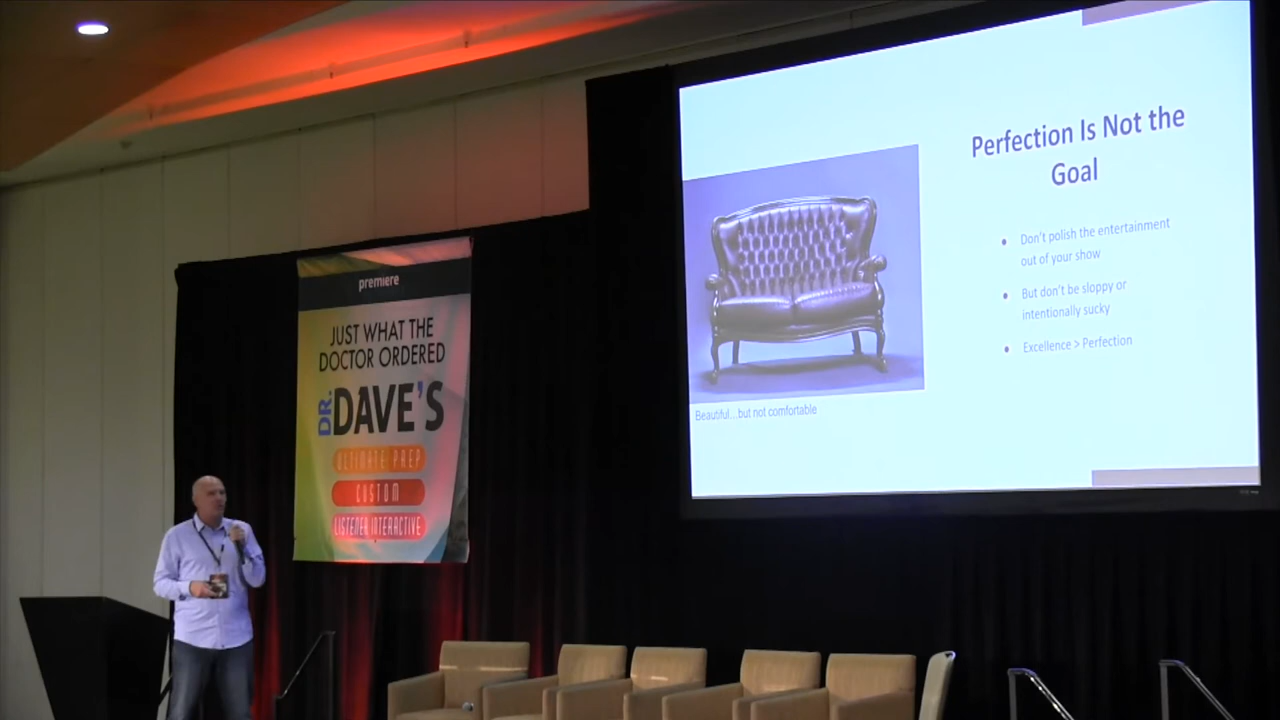 premiere
JUST WHAT THE
DOCTOR ORDERED
DR. DAVE'S
ULTIMATE PREP
CUSTOM
LISTENER INTERACTIVE
Perfection Is Not the
Goal
• Don't polish the entertainment
out of your show
• But don't be sloppy or
intentionally sucky
• Excellence > Perfection
Beautiful...but not comfortable